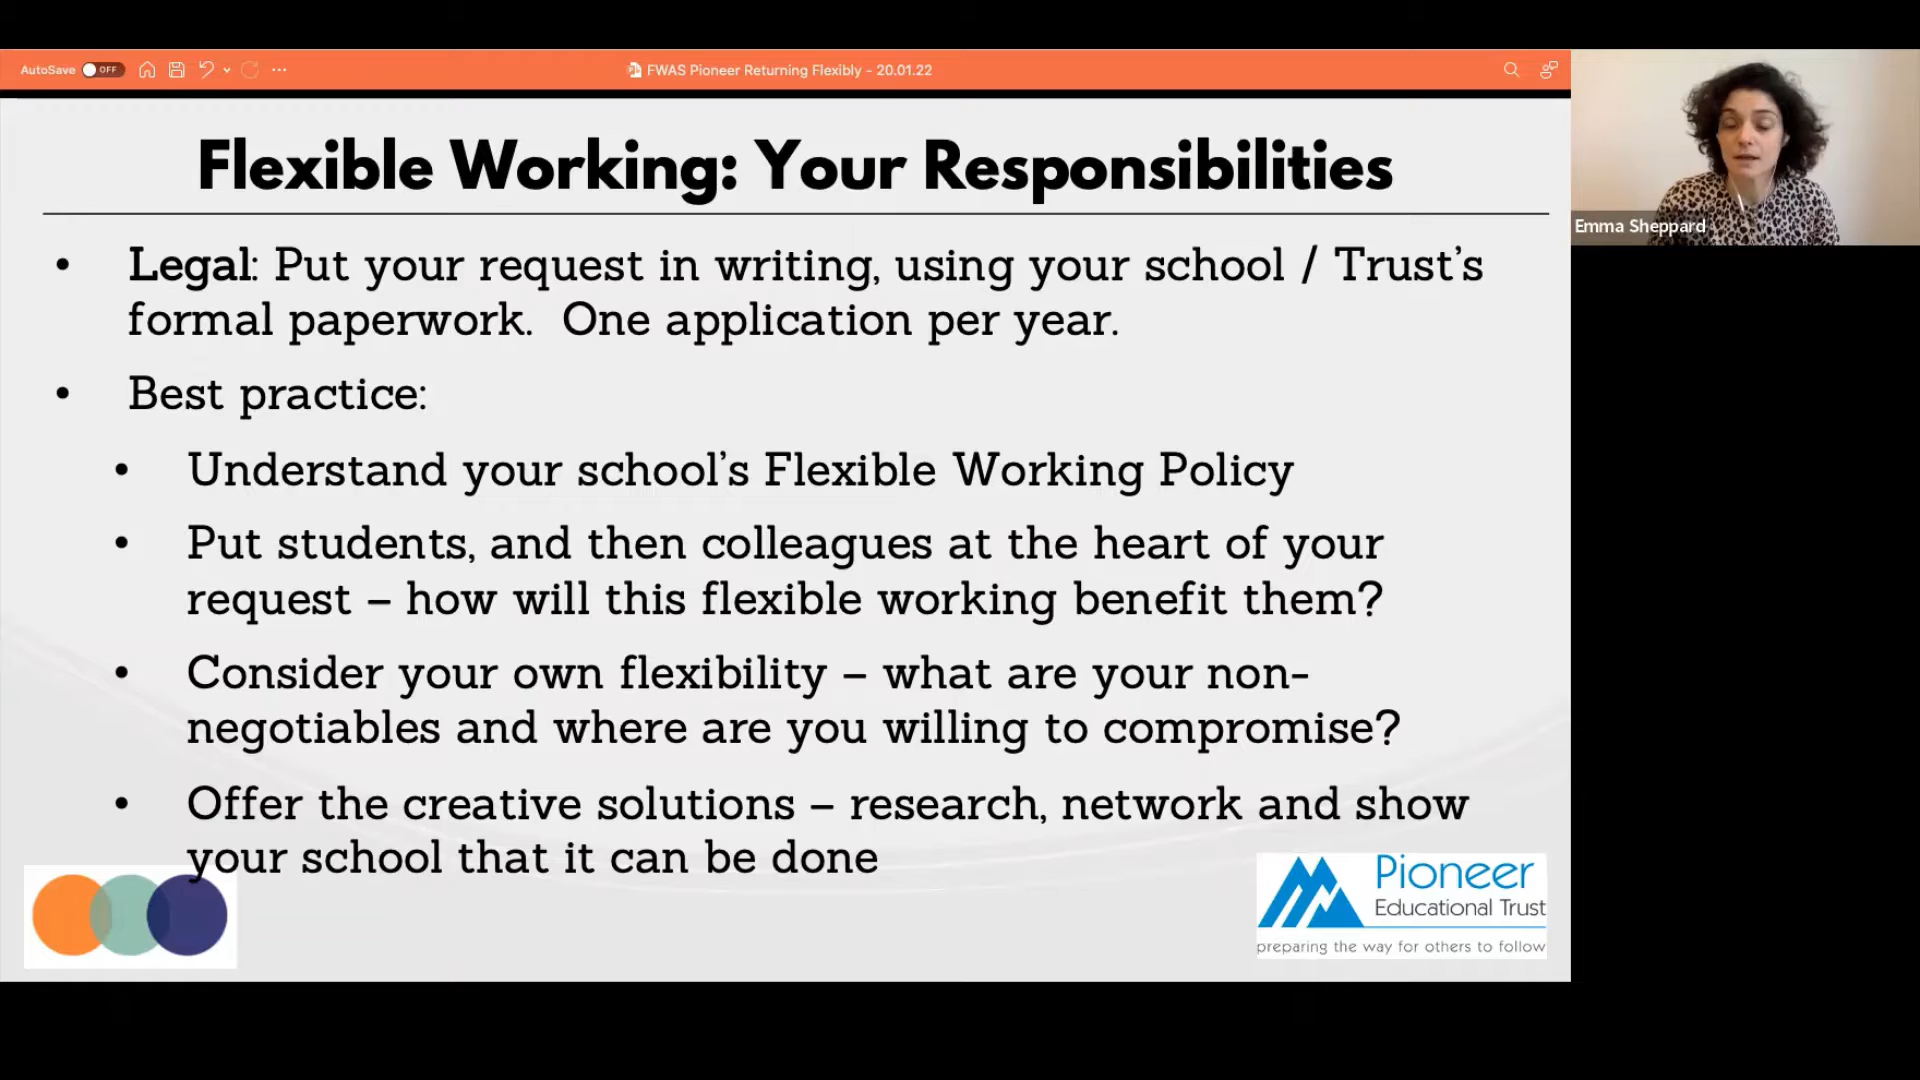 AutoSave OFF
FWAS Pioneer Returning Flexibly - 20.01.22
Flexible Working: Your Responsibilities
• Legal: Put your request in writing, using your school / Trust’s
formal paperwork. One application per year.
• Best practice:
• Understand your school’s Flexible Working Policy
• Put students, and then colleagues at the heart of your
request – how will this flexible working benefit them?
• Consider your own flexibility – what are your non-
negotiables and where are you willing to compromise?
• Offer the creative solutions – research, network and show
your school that it can be done
Pioneer
Educational Trust
preparing the way for others to follow
Emma Sheppard